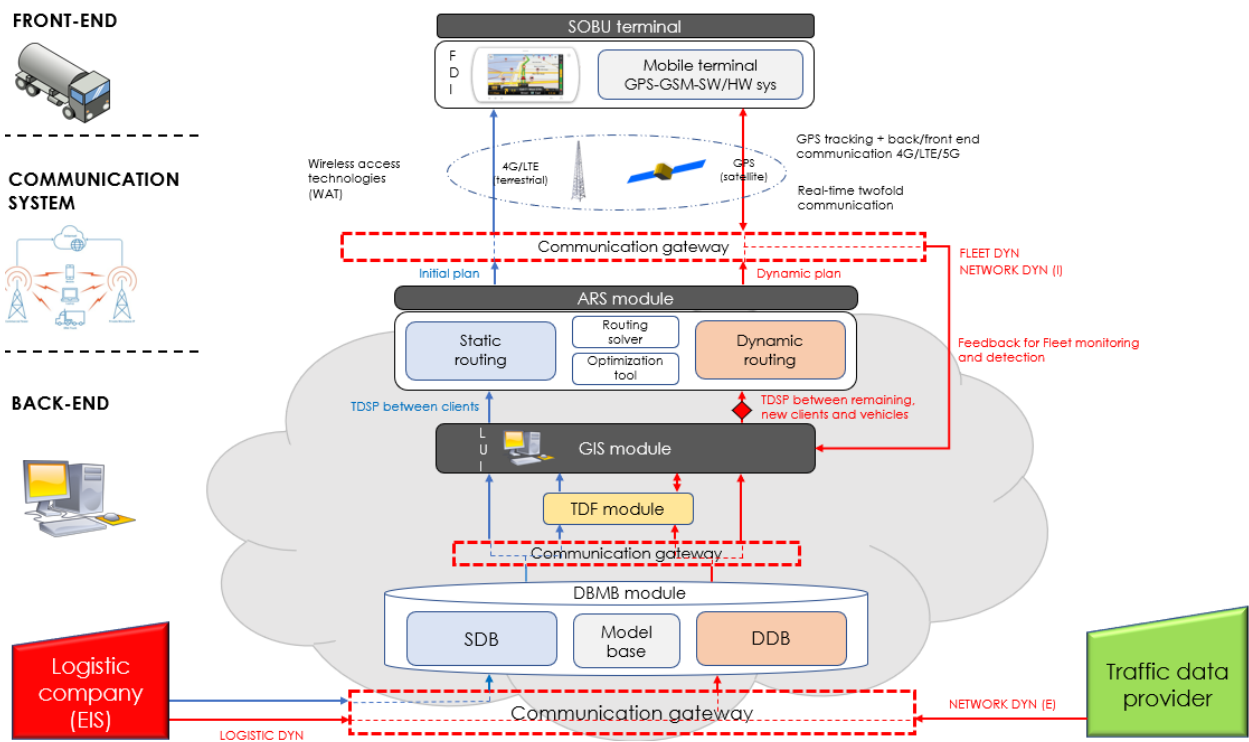 FRONT-END
SOBU terminal
F
D
I
Mobile terminal
GPS-GSM-SW/HW sys
COMMUNICATION
SYSTEM
Wireless access
technologies
(WAT)
4G/LTE
(terrestrial)
GPS
(satellite)
GPS tracking + back/front end
communication 4G/LTE/5G
Real-time twofold
communication
Communication gateway
FLEET DYN
NETWORK DYN (I)
Initial plan
Dynamic plan
ARS module
Static
routing
Routing
solver
Optimization
tool
Dynamic
routing
Feedback for Fleet monitoring
and detection
BACK-END
TDSP between clients
TDSP between remaining,
new clients and vehicles
L
U
I
GIS module
TDF module
Communication gateway
DBMB module
SDB
Model
base
DDB
Logistic
company
(EIS)
Traffic data
provider
Communication gateway
LOGISTIC DYN
NETWORK DYN (E)